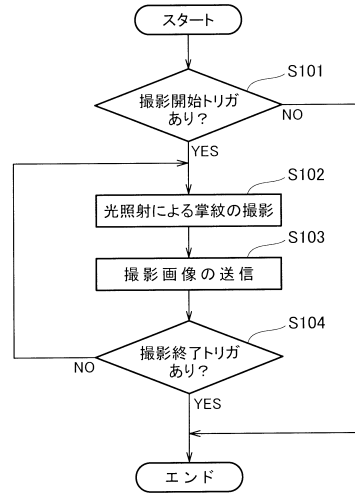 スタート
S101
撮影開始トリガ
あり?
NO
YES
S102
光照射による掌紋の撮影
S103
撮影画像の送信
S104
撮影終了トリガ
あり?
NO
YES
エンド